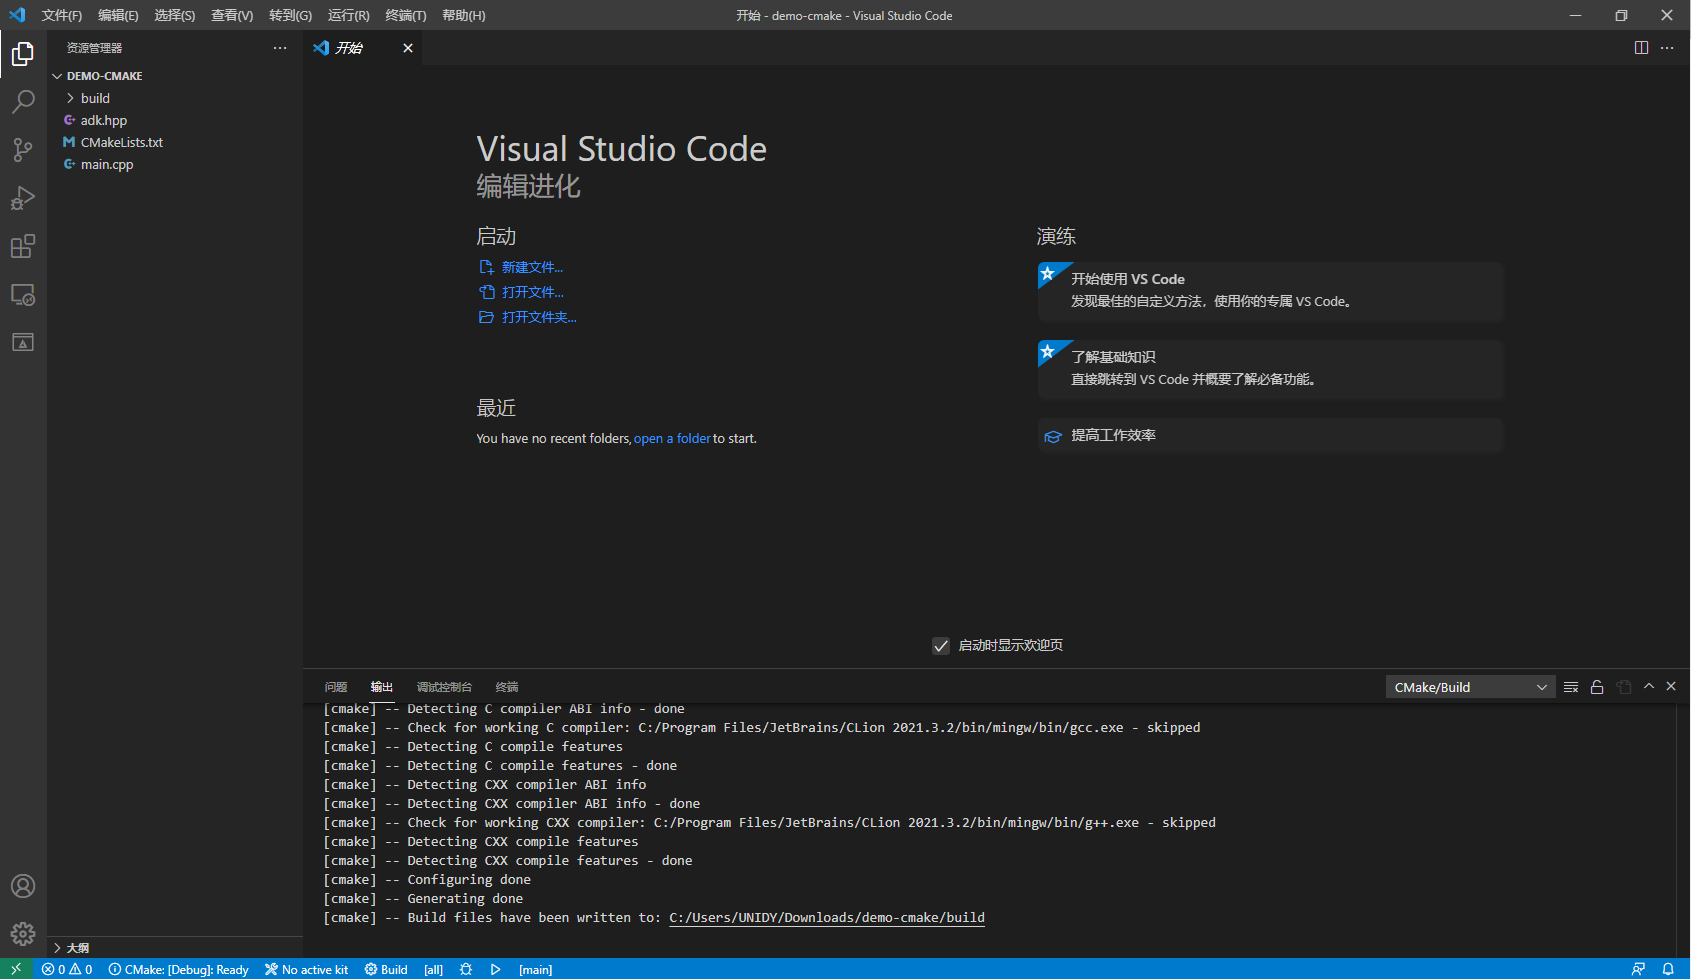 文件(F) 编辑(E) 选择(S) 查看(V) 转到(G) 运行(R) 终端(T) 帮助(H) 开始 - demo-cmake - Visual Studio Code
资源管理器
开始
DEMO-CMAKE
build
adk.hpp
CMakeLists.txt
main.cpp
Visual Studio Code
编辑进化
启动
新建文件...
打开文件...
打开文件夹...
最近
You have no recent folders, open a folder to start.
演练
开始使用 VS Code
发现最佳的自定义方法，使用你的专属 VS Code。
了解基础知识
直接跳转到 VS Code 并概要了解必备功能。
提高工作效率
启动时显示欢迎页
问题 输出 调试控制台 终端 CMake/Build
[cmake] -- Detecting C compiler ABI info - done
[cmake] -- Check for working C compiler: C:/Program Files/JetBrains/CLion 2021.3.2/bin/mingw/bin/gcc.exe - skipped
[cmake] -- Detecting C compile features
[cmake] -- Detecting C compile features - done
[cmake] -- Detecting CXX compiler ABI info
[cmake] -- Detecting CXX compiler ABI info - done
[cmake] -- Check for working CXX compiler: C:/Program Files/JetBrains/CLion 2021.3.2/bin/mingw/bin/g++.exe - skipped
[cmake] -- Detecting CXX compile features
[cmake] -- Detecting CXX compile features - done
[cmake] -- Configuring done
[cmake] -- Generating done
[cmake] -- Build files have been written to: C:/Users/UNIDY/Downloads/demo-cmake/build
大纲
0 0 CMake: [Debug]: Ready No active kit Build [all] [main]